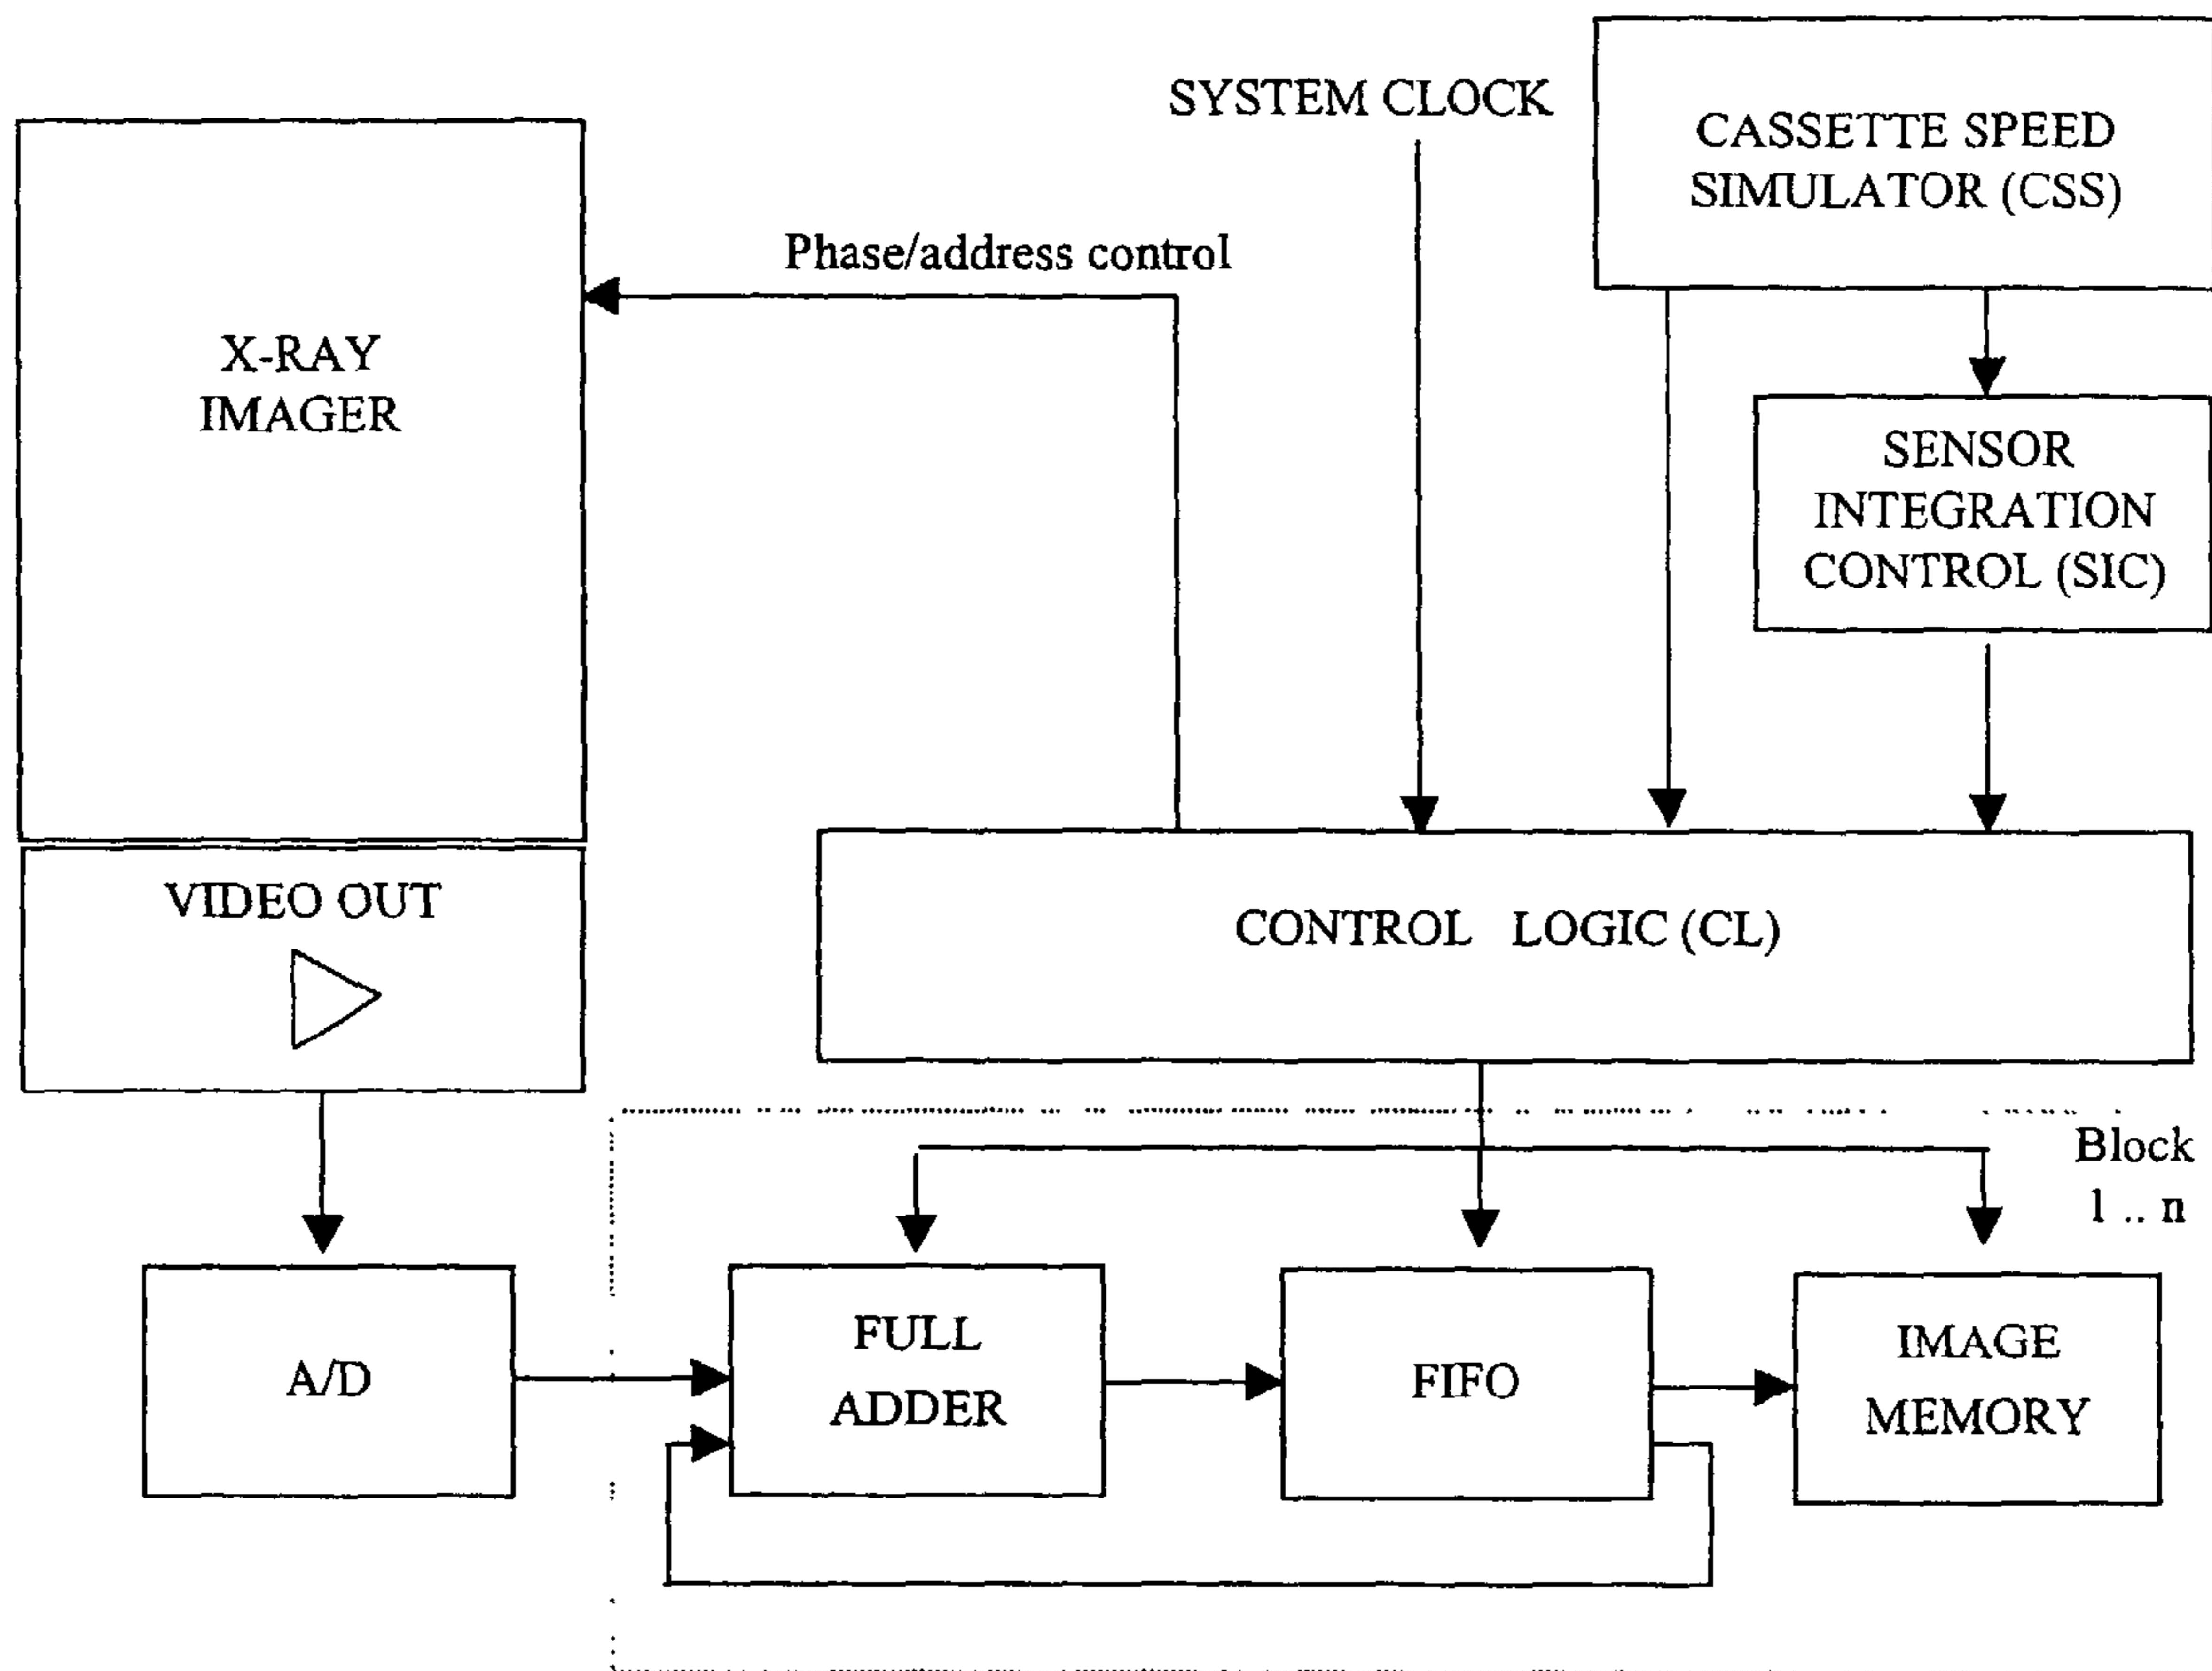 SYSTEM CLOCK
CASSETTE SPEED
SIMULATOR (CSS)
Phase/address control
X-RAY
IMAGER
SENSOR
INTEGRATION
CONTROL (SIC)
VIDEO OUT
CONTROL LOGIC (CL)
Block
1 .. n
A/D
FULL
ADDER
FIFO
IMAGE
MEMORY